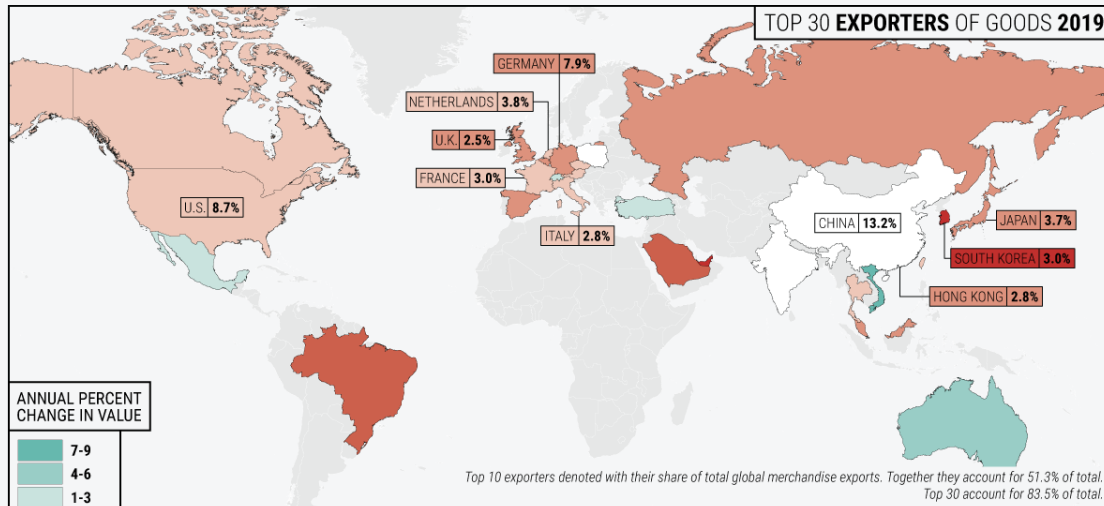 TOP 30 EXPORTERS OF GOODS 2019
GERMANY 7.9%
NETHERLANDS 3.8%
U.K. 2.5%
FRANCE 3.0%
U.S. 8.7%
ITALY 2.8%
CHINA 13.2%
JAPAN 3.7%
SOUTH KOREA 3.0%
HONG KONG 2.8%
ANNUAL PERCENT
CHANGE IN VALUE
7-9
4-6
1-3
Top 10 exporters denoted with their share of total global merchandise exports. Together they account for 51.3% of total.
Top 30 account for 83.5% of total.